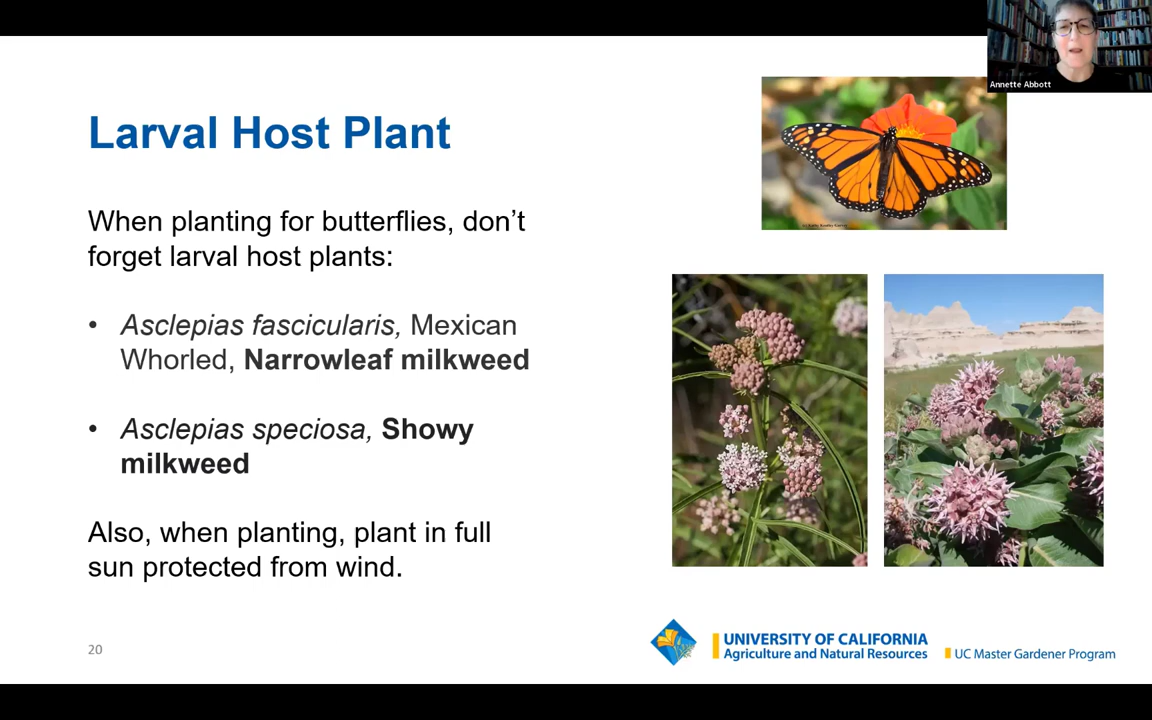 Annette Abbott
Larval Host Plant
When planting for butterflies, don’t
forget larval host plants:
• Asclepias fascicularis, Mexican
Whorled, Narrowleaf milkweed
• Asclepias speciosa, Showy
milkweed
Also, when planting, plant in full
sun protected from wind.
20
UNIVERSITY OF CALIFORNIA
Agriculture and Natural Resources
UC Master Gardener Program